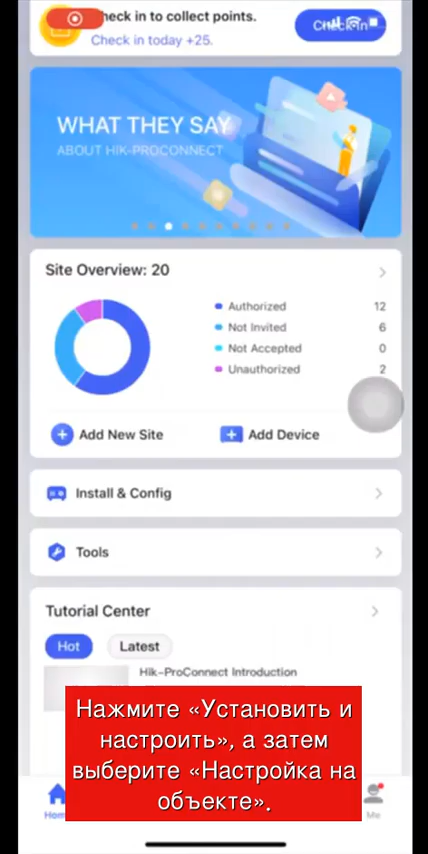 heck in to collect points.
Check in today +25.
Check in
WHAT THEY SAY
ABOUT HIK-PROCONNECT
Site Overview: 20
Authorized 12
Not Invited 6
Not Accepted 0
Unauthorized 2
Add New Site
Add Device
Install & Config
Tools
Tutorial Center
Hot
Latest
Hik-ProConnect Introduction
Нажмите «Установить и
настроить», а затем
выберите «Настройка на
объекте».
Me